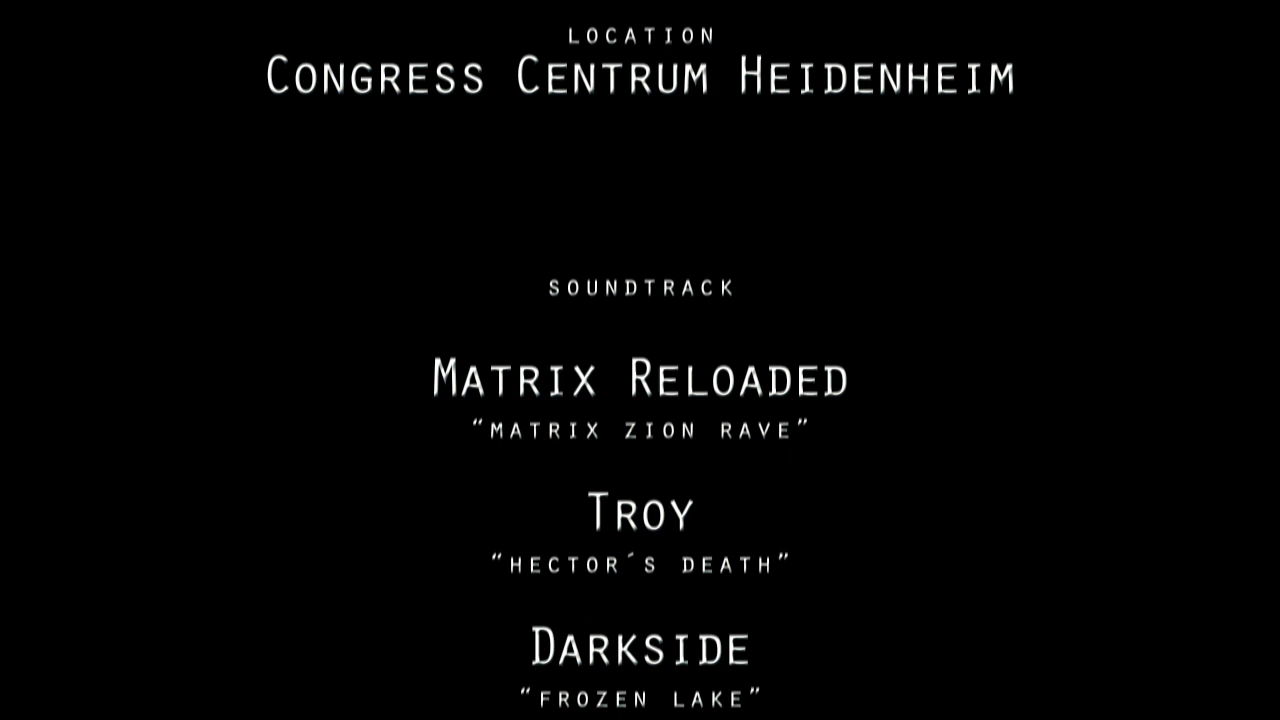 LOCATION
CONGRESS CENTRUM HEIDENHEIM
SOUNDTRACK
MATRIX RELOADED
“MATRIX ZION RAVE”
TROY
“HECTOR´S DEATH”
DARKSIDE
“FROZEN LAKE”